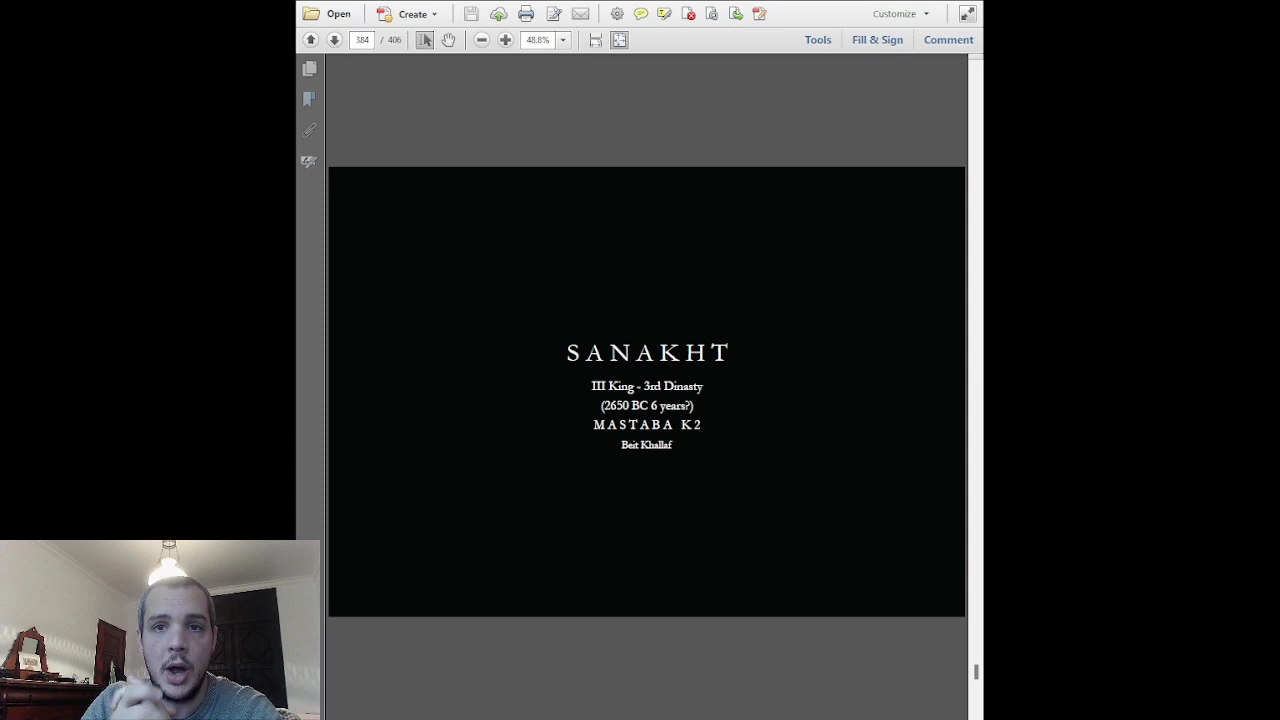 Open
Create
Customize
384 / 406
48.8%
Tools
Fill & Sign
Comment
SANAKHT
III King - 3rd Dinasty
(2650 BC 6 years?)
MASTABA K2
Beit Khallaf